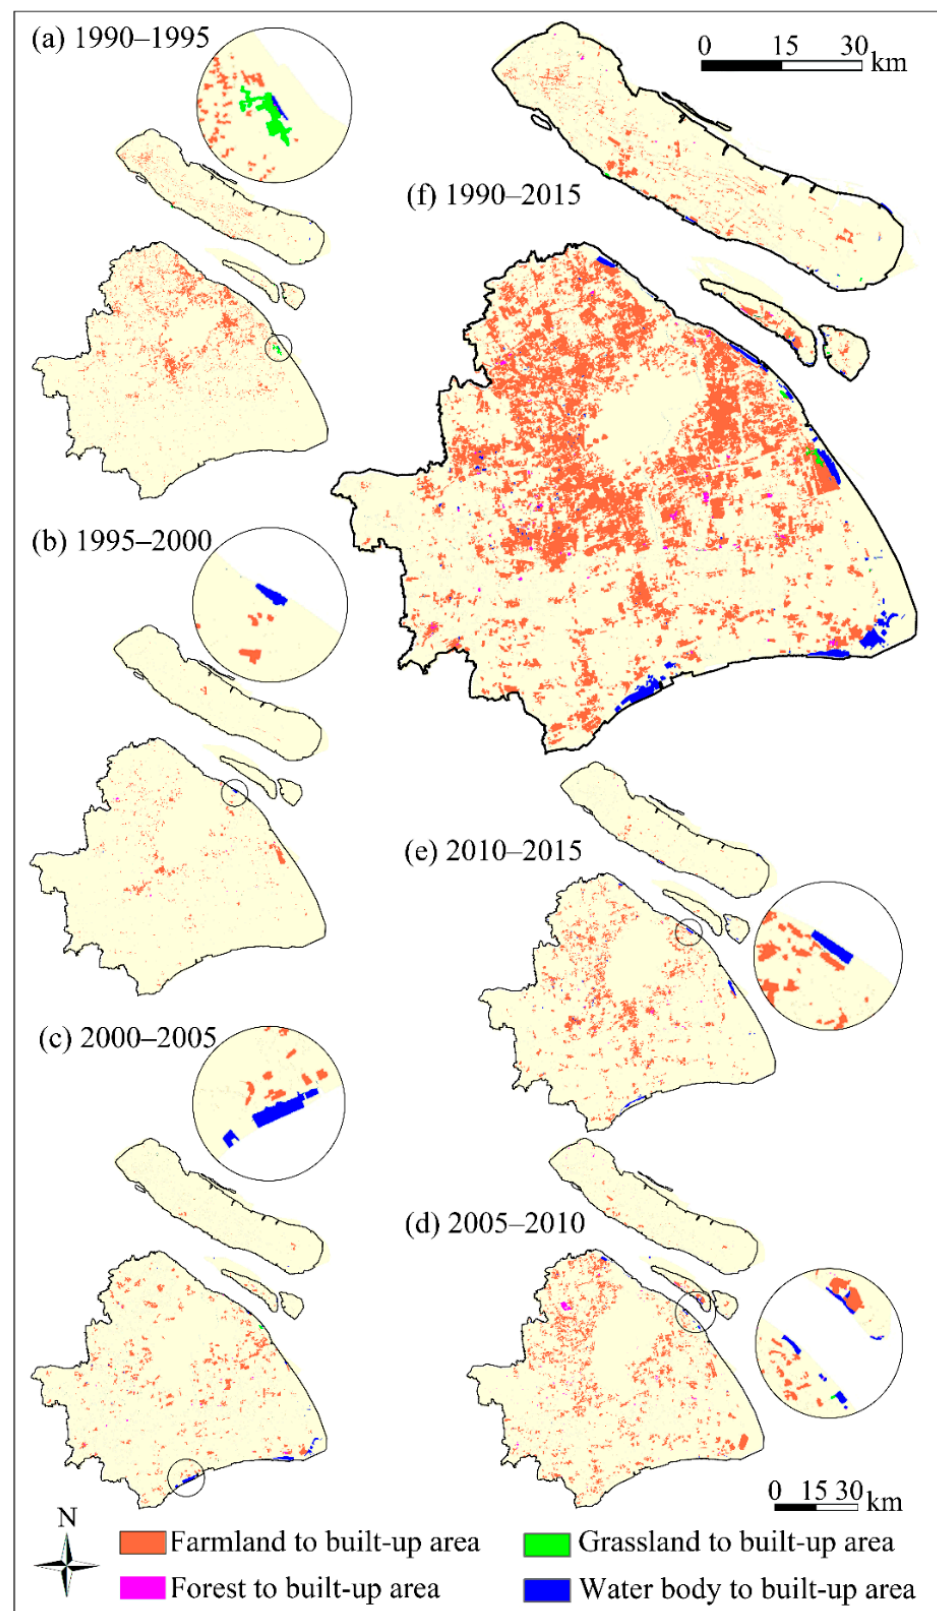 (a) 1990–1995
0 15 30 km
(f) 1990–2015
(b) 1995–2000
(e) 2010–2015
(c) 2000–2005
(d) 2005–2010
0 15 30 km
N
Farmland to built-up area
Grassland to built-up area
Forest to built-up area
Water body to built-up area